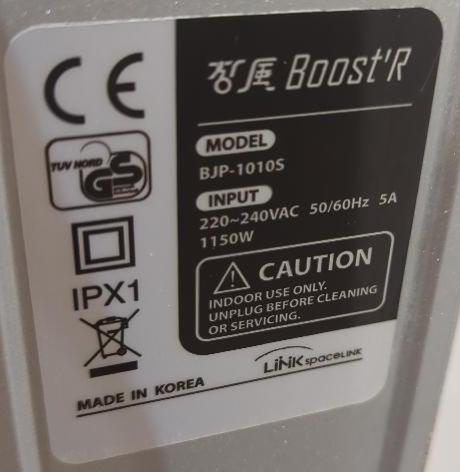 CE
TUV NORD
GS
IPX1
MADE IN KOREA
Boost'R
MODEL
BJP-1010S
INPUT
220~240VAC 50/60Hz 5A
1150W
CAUTION
INDOOR USE ONLY.
UNPLUG BEFORE CLEANING
OR SERVICING.
LINK SPACELINK